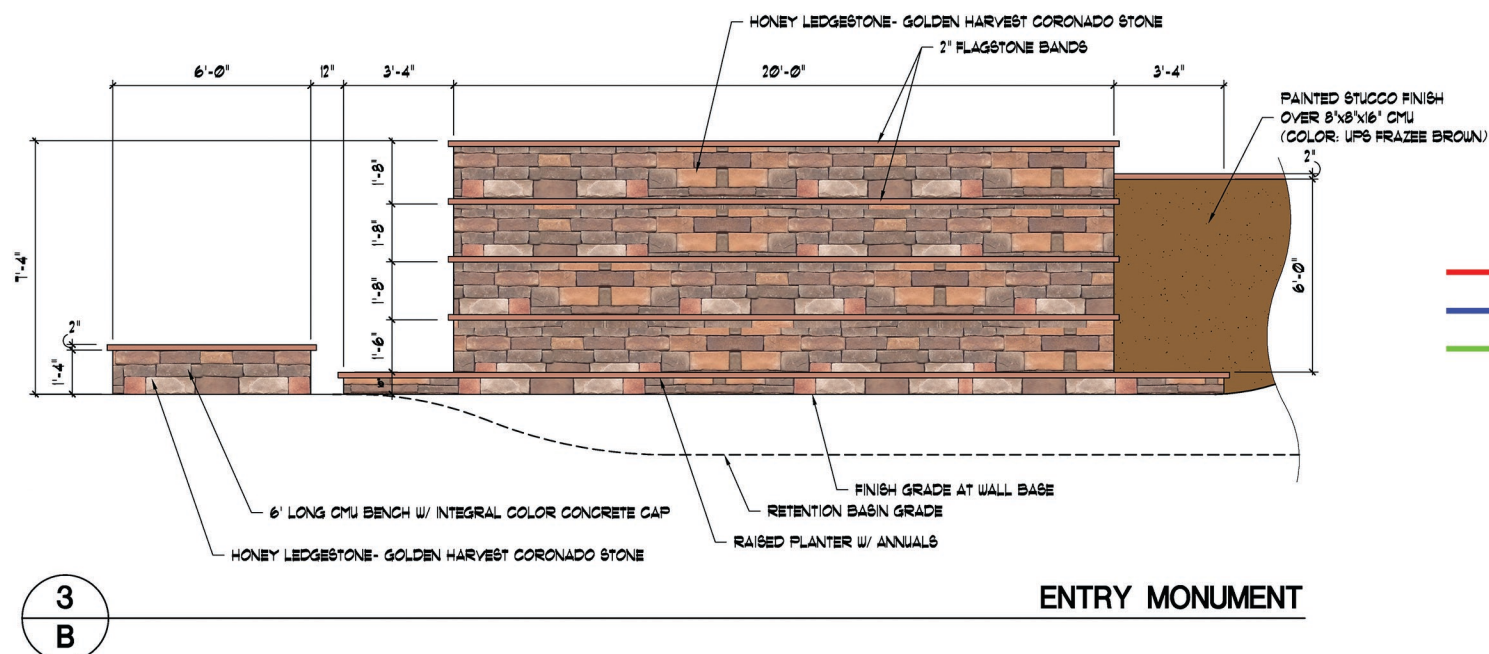 HONEY LEDGESTONE- GOLDEN HARVEST CORONADO STONE
2" FLAGSTONE BANDS
6'-0"
12"
3'-4"
20'-0"
3'-4"
PAINTED STUCCO FINISH
OVER 8"x8"x16" CMU
(COLOR: UPS FRAZEE BROWN)
2"
1'-8"
1'-8"
1'-8"
1'-6"
7'-4"
6'-0"
2"
1'-4"
FINISH GRADE AT WALL BASE
6' LONG CMU BENCH W/ INTEGRAL COLOR CONCRETE CAP
RETENTION BASIN GRADE
RAISED PLANTER W/ ANNUALS
HONEY LEDGESTONE- GOLDEN HARVEST CORONADO STONE
3
B
ENTRY MONUMENT